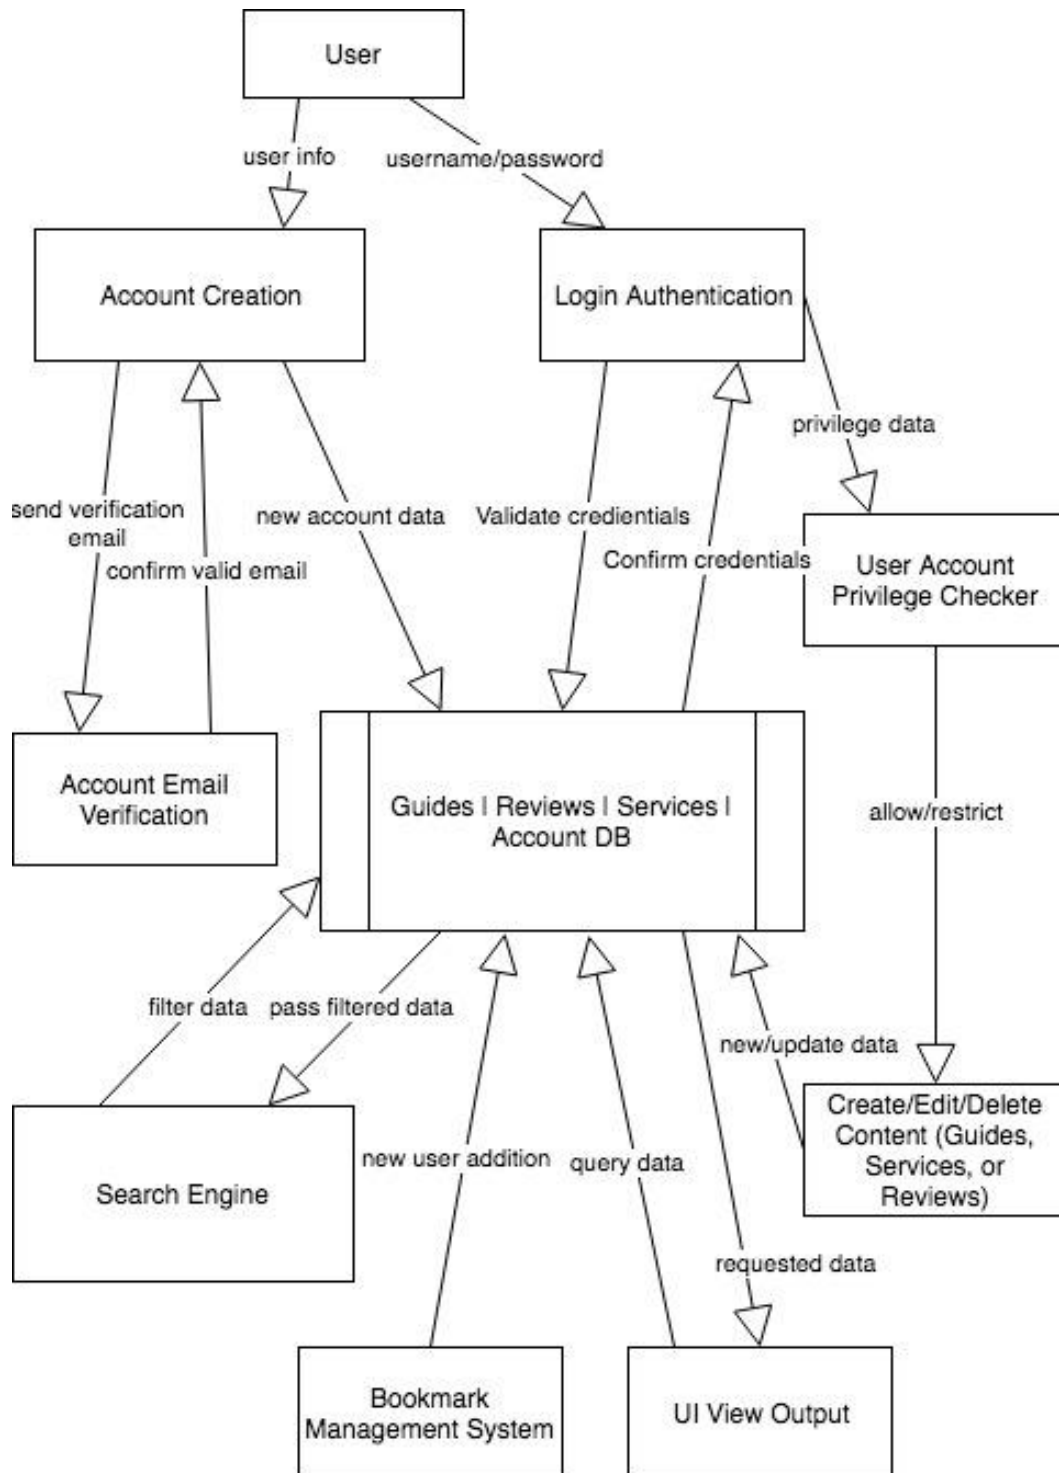 User
user info
username/password
Account Creation
Login Authentication
privilege data
send verification
email
new account data
Validate credientials
confirm valid email
Confirm credentials
User Account
Privilege Checker
Account Email
Verification
Guides | Reviews | Services |
Account DB
allow/restrict
filter data
pass filtered data
new/update data
Create/Edit/Delete
Content (Guides,
Services, or
Reviews)
new user addition
query data
Search Engine
requested data
Bookmark
Management System
UI View Output